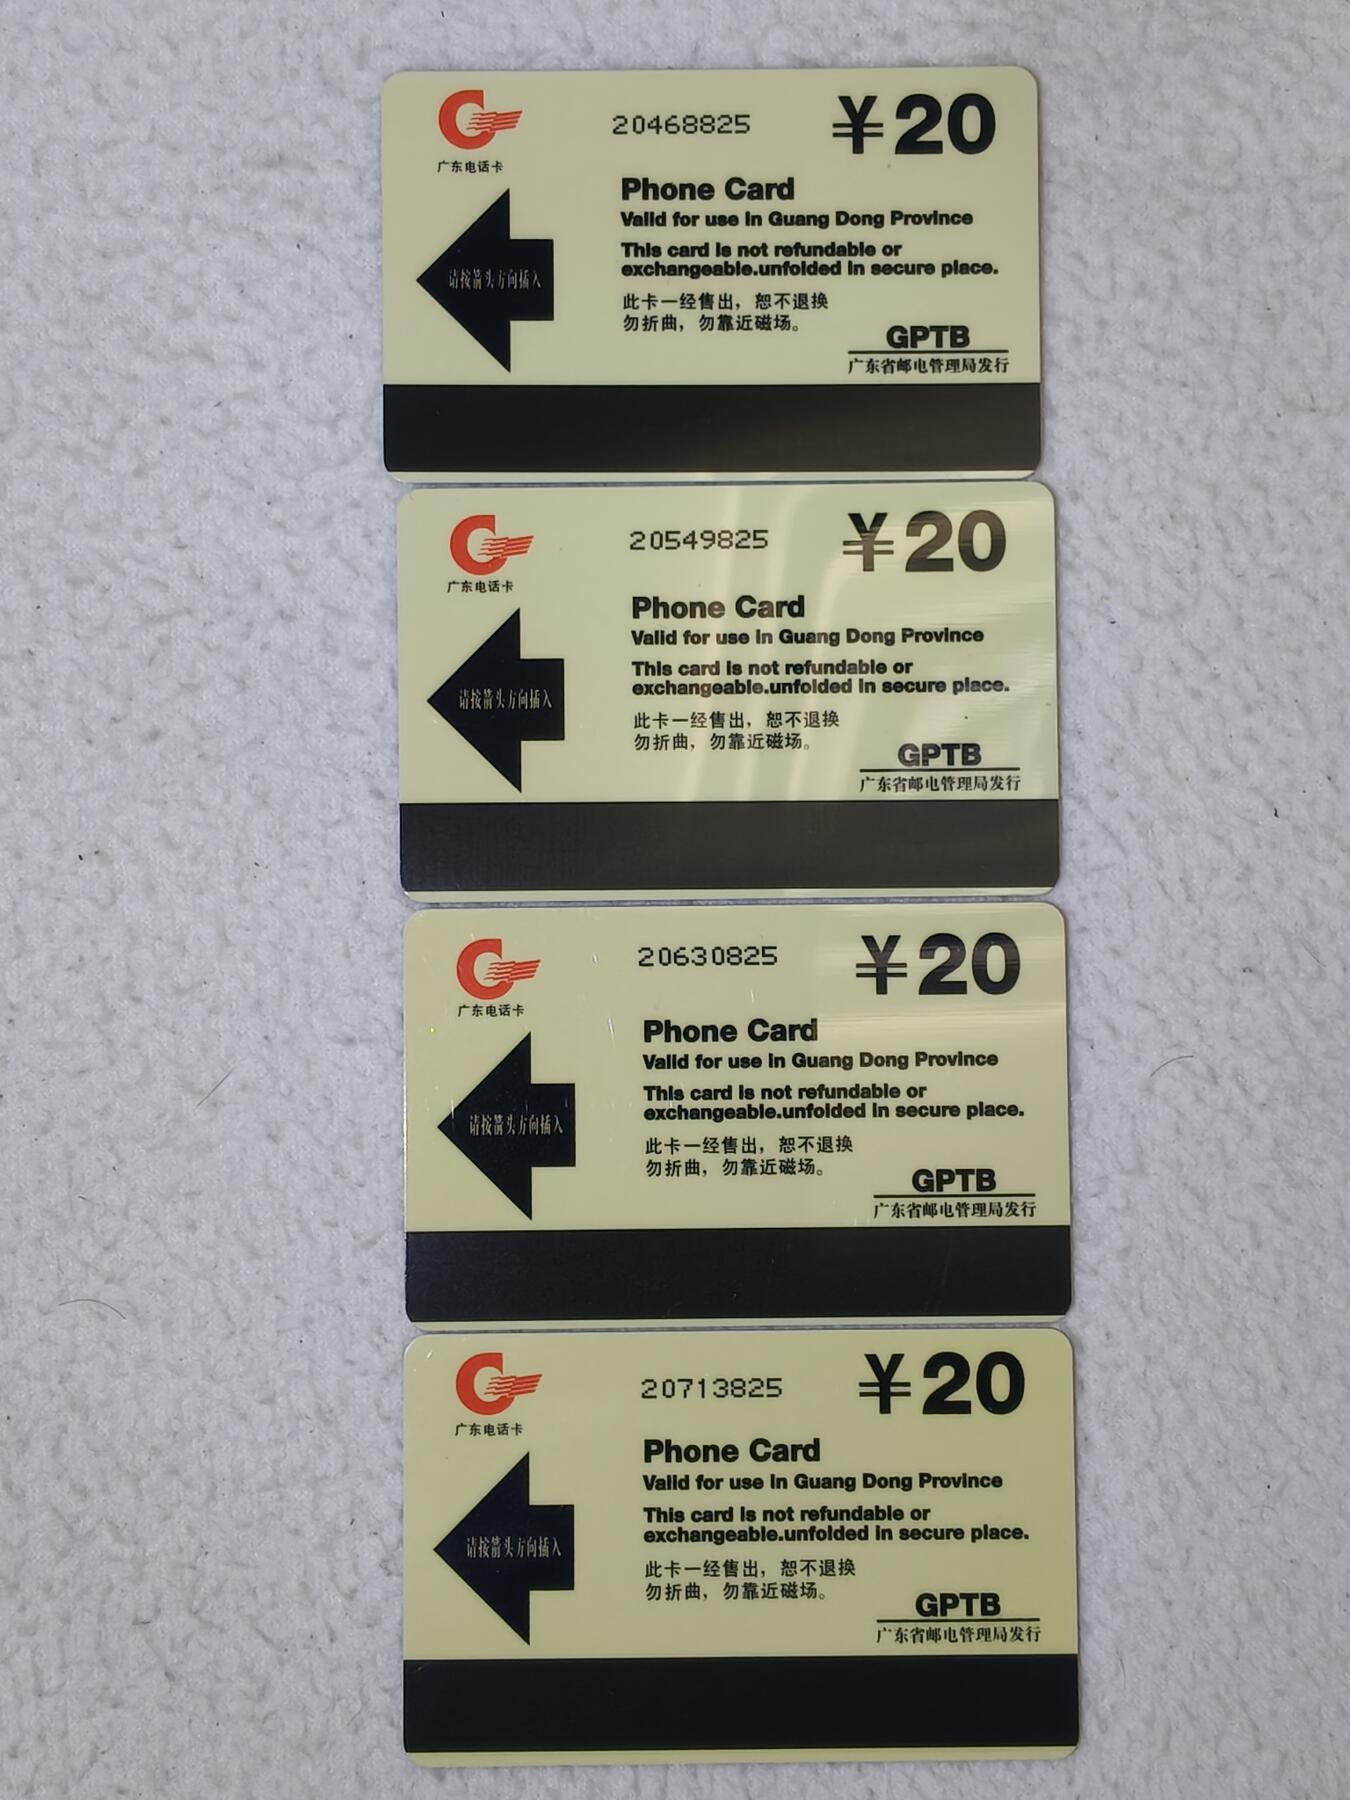 20468825
¥20
广东电话卡
Phone Card
Valid for use in Guang Dong Province
This card is not refundable or
exchangeable.unfolded in secure place.
请按箭头方向插入
此卡一经售出，恕不退换
勿折曲，勿靠近磁场。
GPTB
广东省邮电管理局发行
20549825
¥20
广东电话卡
Phone Card
Valid for use in Guang Dong Province
This card is not refundable or
exchangeable.unfolded in secure place.
请按箭头方向插入
此卡一经售出，恕不退换
勿折曲，勿靠近磁场。
GPTB
广东省邮电管理局发行
20630825
¥20
广东电话卡
Phone Card
Valid for use in Guang Dong Province
This card is not refundable or
exchangeable.unfolded in secure place.
请按箭头方向插入
此卡一经售出，恕不退换
勿折曲，勿靠近磁场。
GPTB
广东省邮电管理局发行
20713825
¥20
广东电话卡
Phone Card
Valid for use in Guang Dong Province
This card is not refundable or
exchangeable.unfolded in secure place.
请按箭头方向插入
此卡一经售出，恕不退换
勿折曲，勿靠近磁场。
GPTB
广东省邮电管理局发行